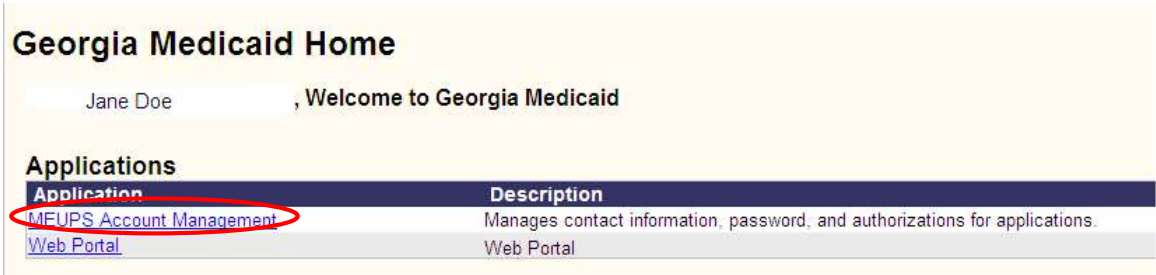 Georgia Medicaid Home
Jane Doe , Welcome to Georgia Medicaid
Applications
Application Description
MEUPS Account Management Manages contact information, password, and authorizations for applications.
Web Portal Web Portal